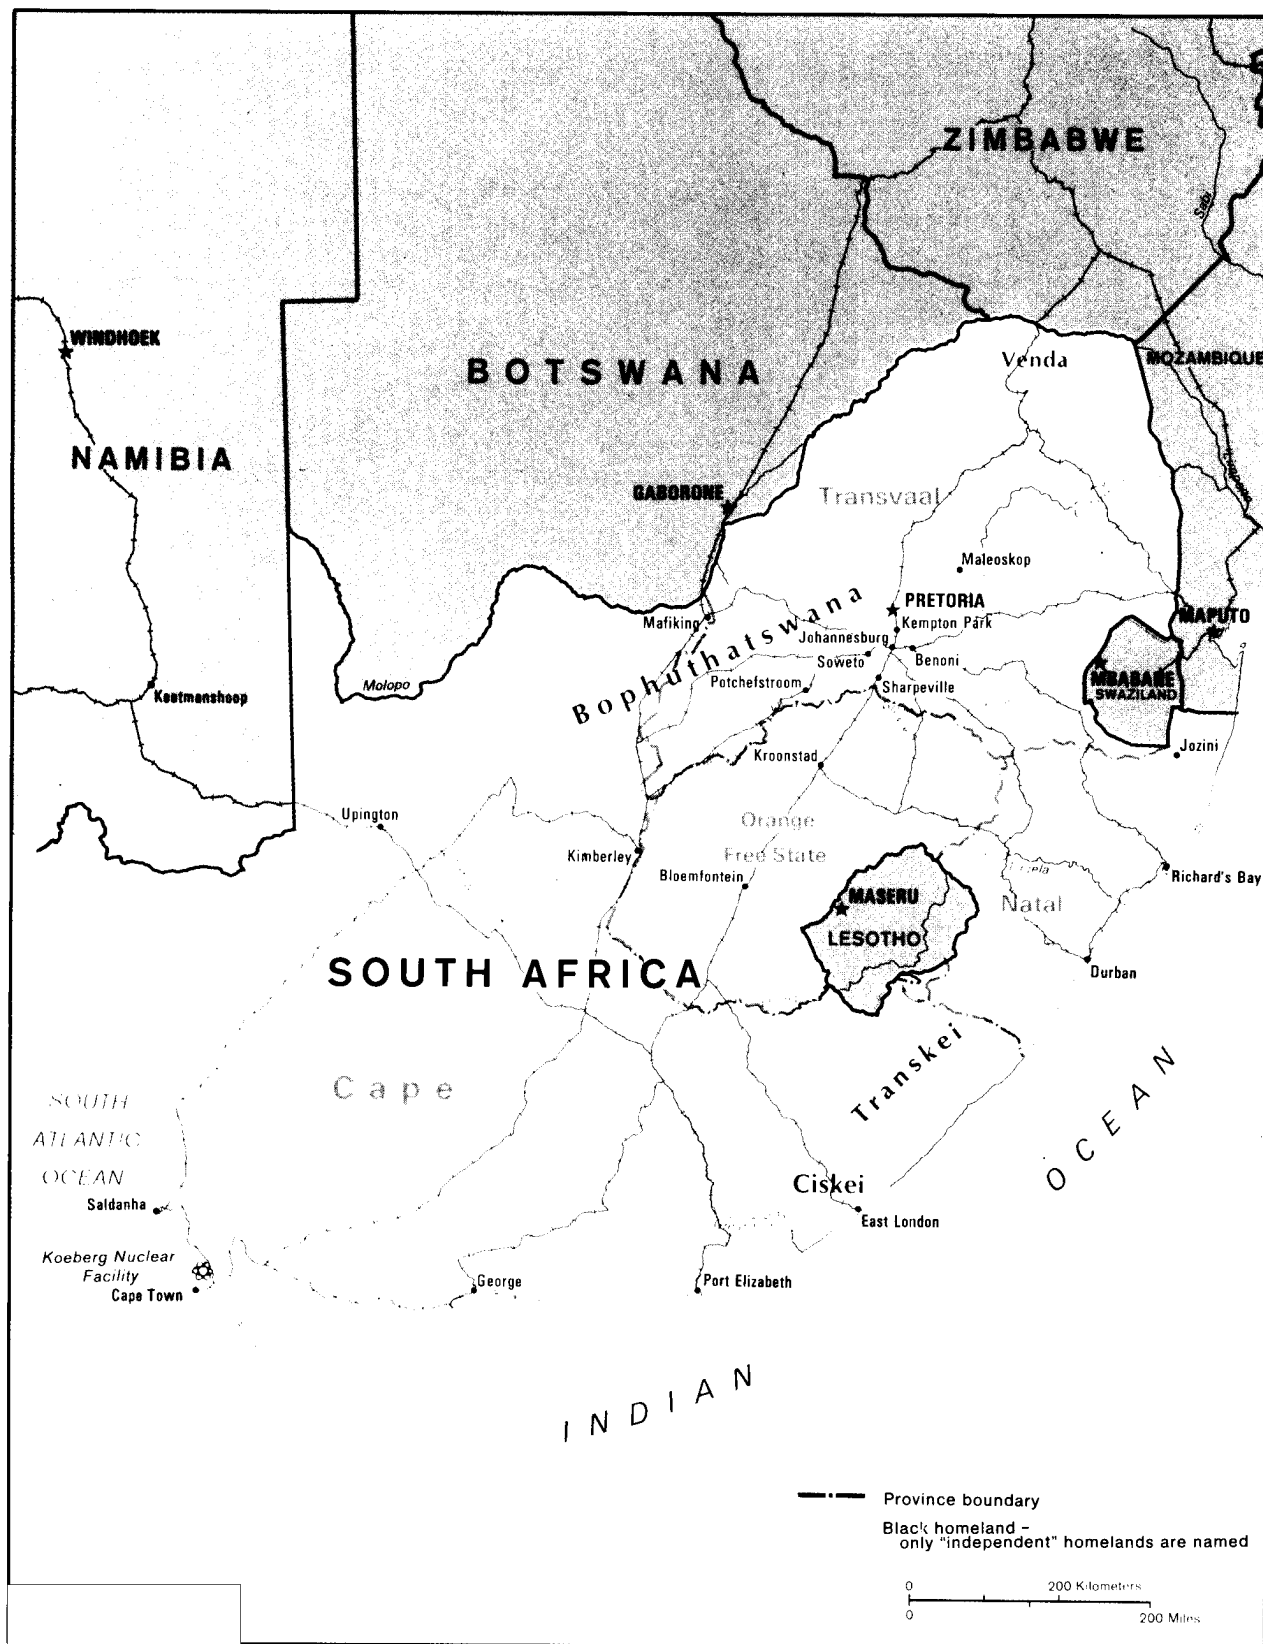 ZIMBABWE
Sabi
WINDHOEK
BOTSWANA
Venda
MOZAMBIQUE
NAMIBIA
GABORONE
Transvaal
Maleoskop
PRETORIA
Kempton Park
MAPUTO
Mafiking
Bophuthatswana
Johannesburg
Soweto
Benoni
MBABANE
SWAZILAND
Molopo
Keetmanshoop
Potchefstroom
Sharpeville
Jozini
Kroonstad
Upington
Orange
Free State
Kimberley
Bloemfontein
Richard's Bay
MASERU
Natal
LESOTHO
SOUTH AFRICA
Durban
Transkei
Cape
SOUTH
ATLANTIC
OCEAN
OCEAN
Ciskei
Saldanha
East London
Koeberg Nuclear
Facility
Cape Town
George
Port Elizabeth
INDIAN
Province boundary
Black homeland –
only "independent" homelands are named
0 200 Kilometers
0 200 Miles